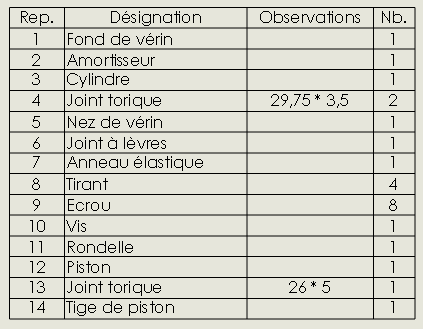 Rep. Désignation Observations Nb.
1 Fond de vérin 1
2 Amortisseur 1
3 Cylindre 1
4 Joint torique 29,75 * 3,5 2
5 Nez de vérin 1
6 Joint à lèvres 1
7 Anneau élastique 1
8 Tirant 4
9 Ecrou 8
10 Vis 1
11 Rondelle 1
12 Piston 1
13 Joint torique 26 * 5 1
14 Tige de piston 1